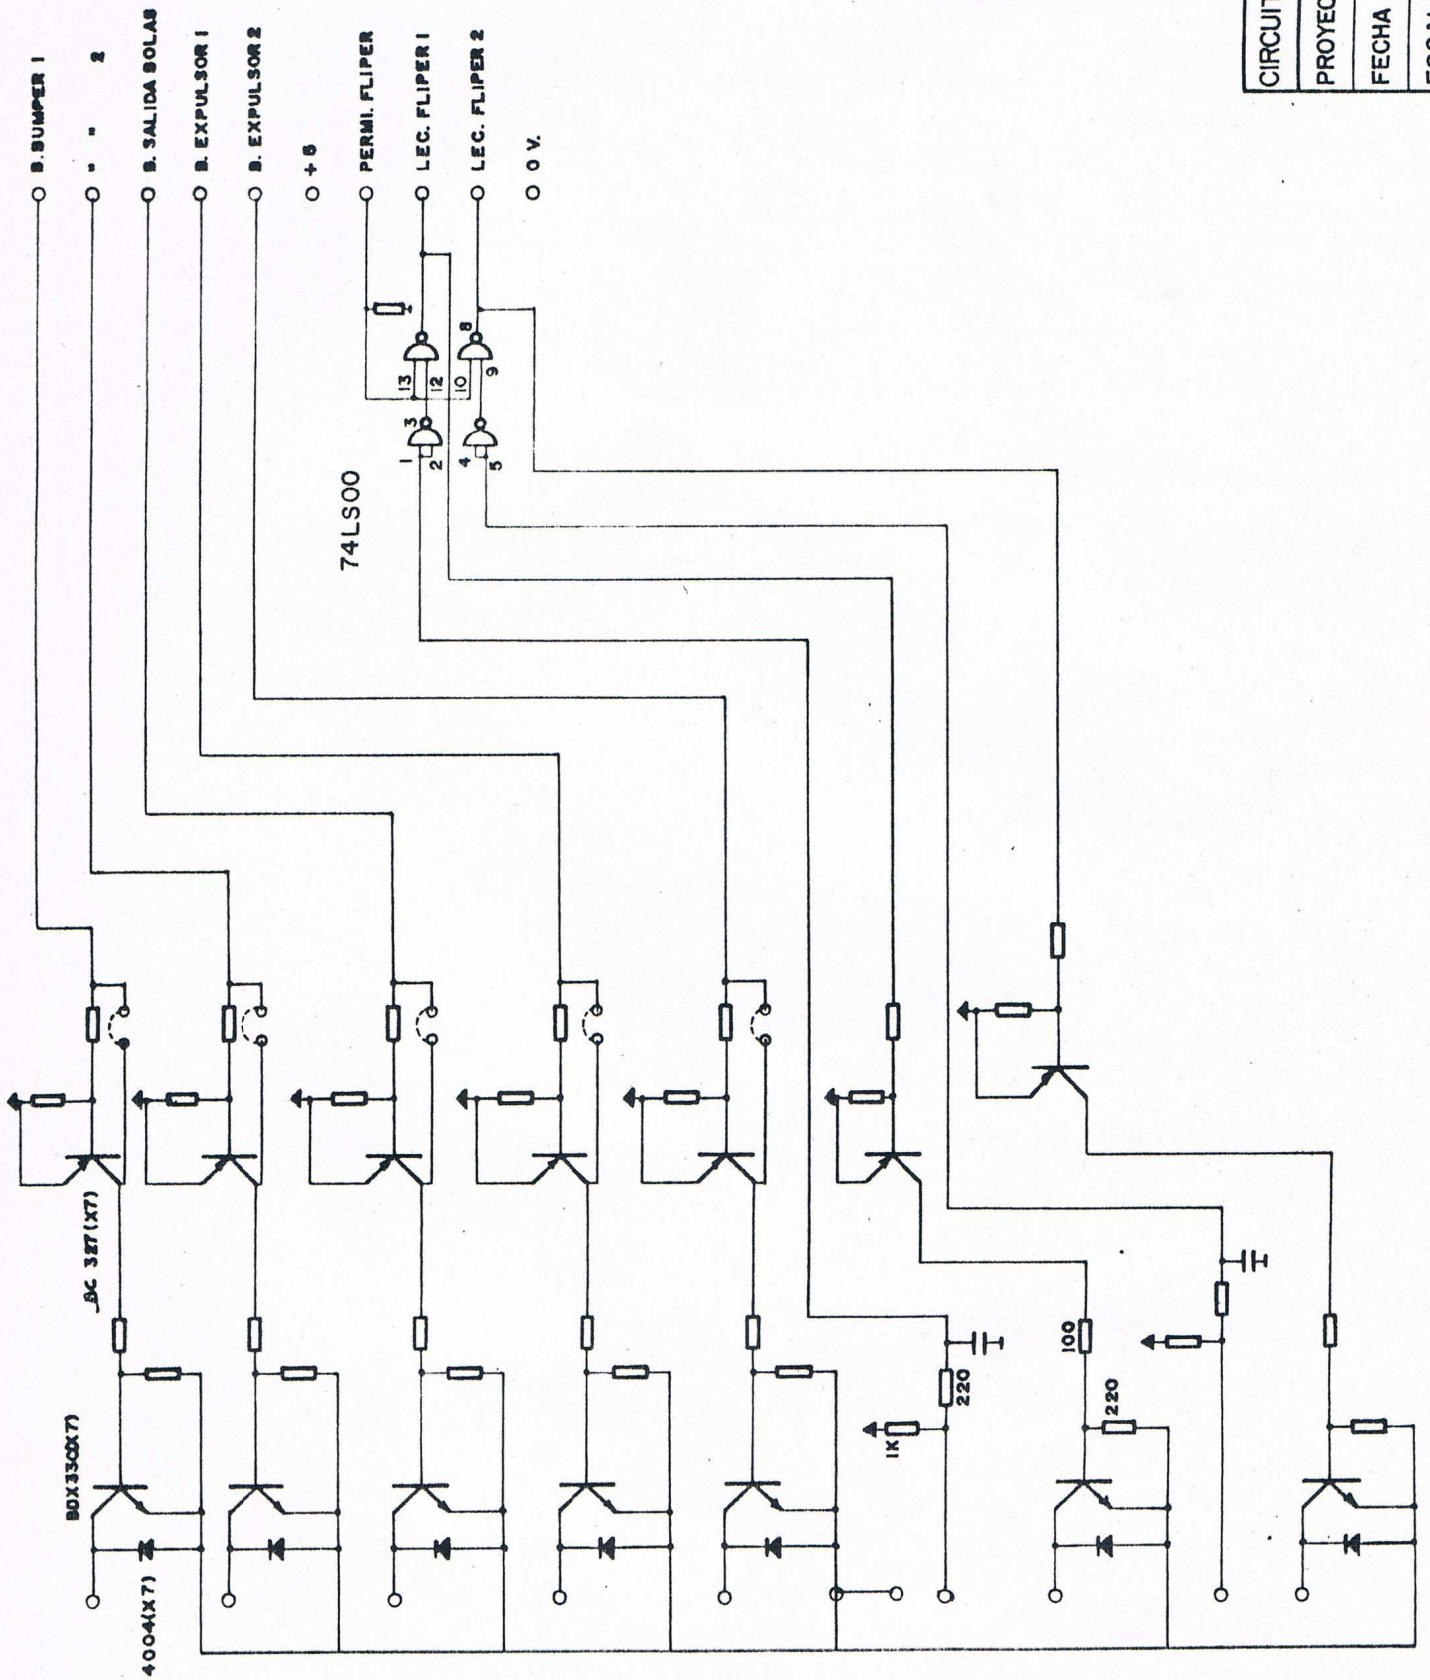 B.BUMPER 1
" " 2
B. SALIDA BOLAS
B. EXPULSOR 1
B. EXPULSOR 2
+ 5
PERMI. FLIPER
LEC. FLIPER 1
LEC. FLIPER 2
0 V.
74LS00
1
2
3
13
12
4
5
10
9
8
BC 327(X7)
4004(X7)
1K
220
100
220
CIRCUIT
PROYEC
FECHA